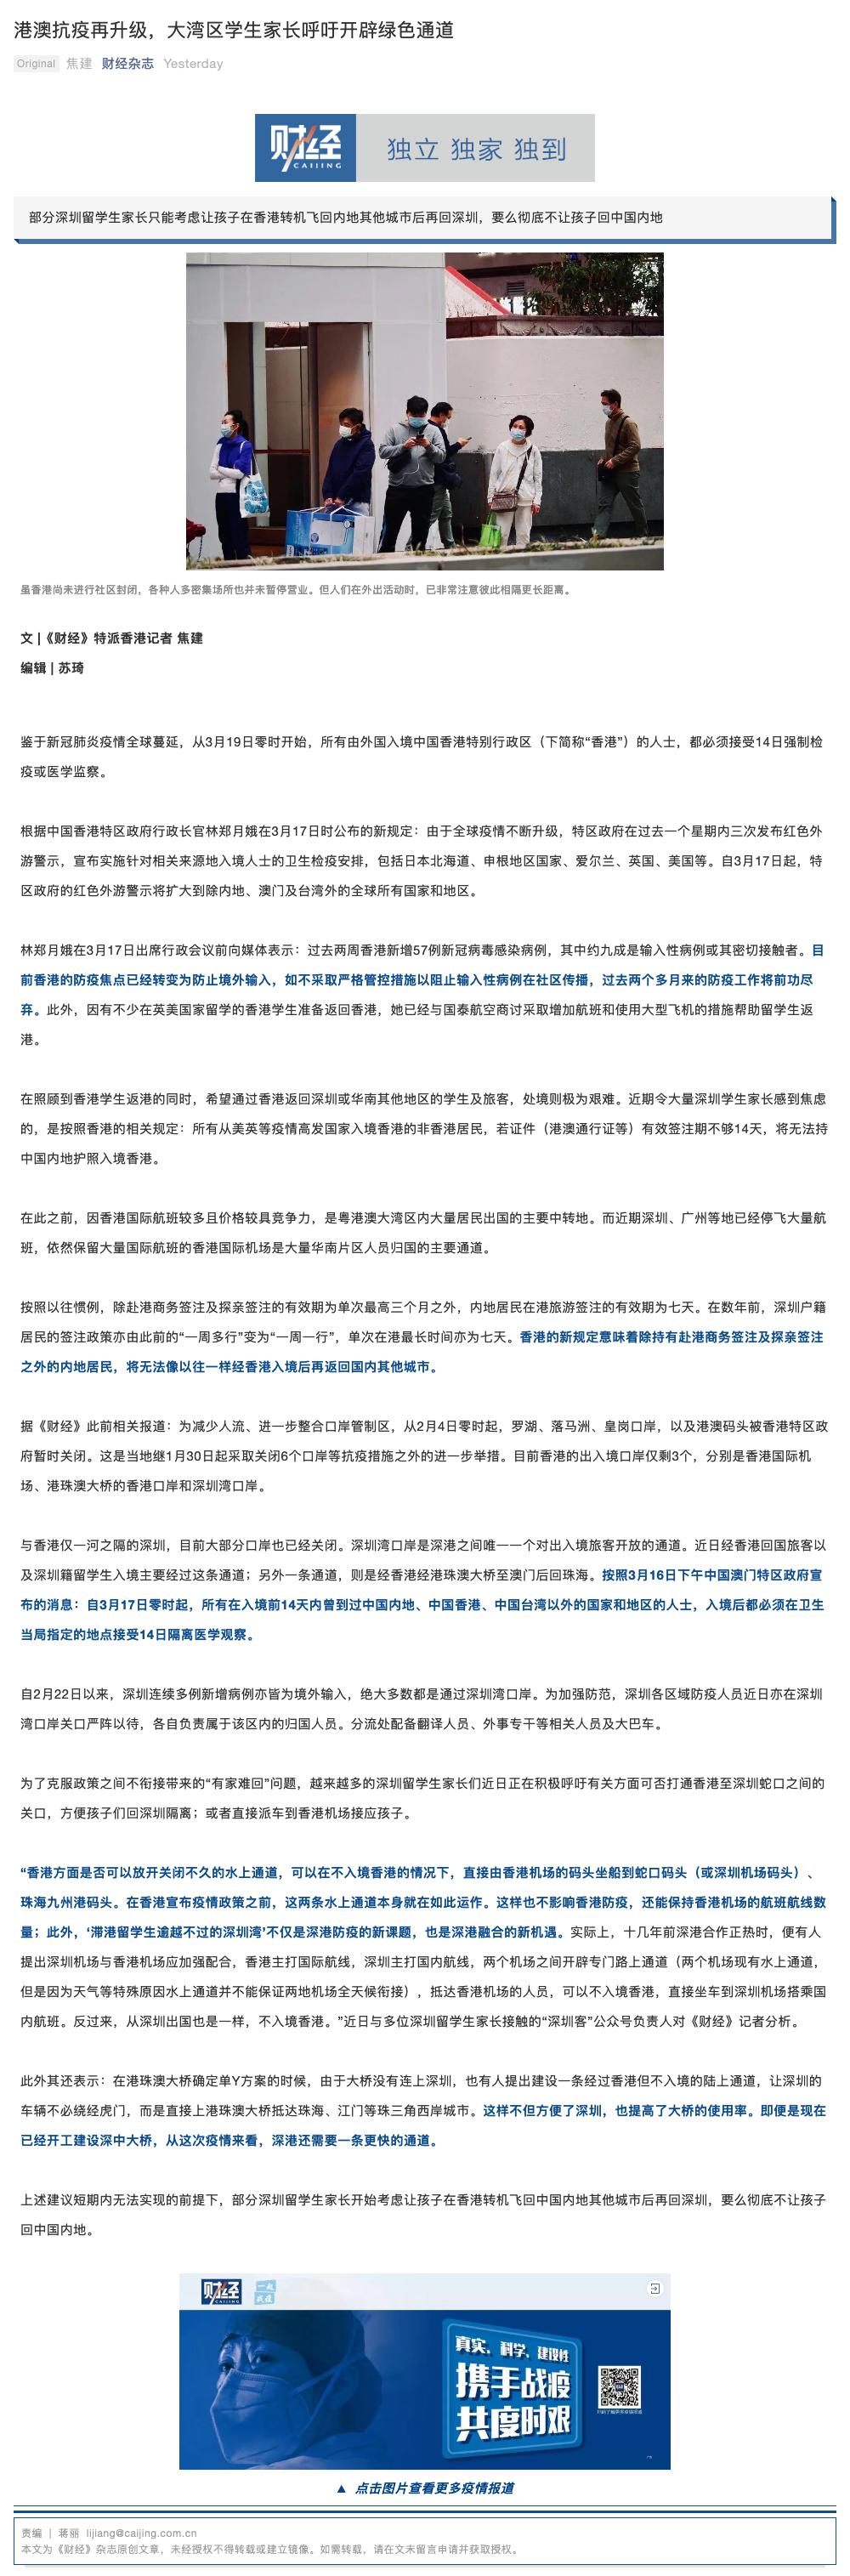 港澳抗疫再升级，大湾区学生家长呼吁开辟绿色通道
Original 焦建 财经杂志 Yesterday
财经 CAIJING 独立 独家 独到
部分深圳留学生家长只能考虑让孩子在香港转机飞回内地其他城市后再回深圳，要么彻底不让孩子回中国内地
虽香港尚未进行社区封闭，各种人多密集场所也并未暂停营业。但人们在外出活动时，已非常注意彼此相隔更长距离。
文 |《财经》特派香港记者 焦建
编辑 | 苏琦
鉴于新冠肺炎疫情全球蔓延，从3月19日零时开始，所有由外国入境中国香港特别行政区（下简称“香港”）的人士，都必须接受14日强制检
疫或医学监察。
根据中国香港特区政府行政长官林郑月娥在3月17日时公布的新规定：由于全球疫情不断升级，特区政府在过去一个星期内三次发布红色外
游警示，宣布实施针对相关来源地入境人士的卫生检疫安排，包括日本北海道、申根地区国家、爱尔兰、英国、美国等。自3月17日起，特
区政府的红色外游警示将扩大到除内地、澳门及台湾外的全球所有国家和地区。
林郑月娥在3月17日出席行政会议前向媒体表示：过去两周香港新增57例新冠病毒感染病例，其中约九成是输入性病例或其密切接触者。目
前香港的防疫焦点已经转变为防止境外输入，如不采取严格管控措施以阻止输入性病例在社区传播，过去两个多月来的防疫工作将前功尽
弃。此外，因有不少在英美国家留学的香港学生准备返回香港，她已经与国泰航空商讨采取增加航班和使用大型飞机的措施帮助留学生返
港。
在照顾到香港学生返港的同时，希望通过香港返回深圳或华南其他地区的学生及旅客，处境则极为艰难。近期令大量深圳学生家长感到焦虑
的，是按照香港的相关规定：所有从美英等疫情高发国家入境香港的非香港居民，若证件（港澳通行证等）有效签注期不够14天，将无法持
中国内地护照入境香港。
在此之前，因香港国际航班较多且价格较具竞争力，是粤港澳大湾区内大量居民出国的主要中转地。而近期深圳、广州等地已经停飞大量航
班，依然保留大量国际航班的香港国际机场是大量华南片区人员归国的主要通道。
按照以往惯例，除赴港商务签注及探亲签注的有效期为单次最高三个月之外，内地居民在港旅游签注的有效期为七天。在数年前，深圳户籍
居民的签注政策亦由此前的“一周多行”变为“一周一行”，单次在港最长时间亦为七天。香港的新规定意味着除持有赴港商务签注及探亲签注
之外的内地居民，将无法像以往一样经香港入境后再返回国内其他城市。
据《财经》此前相关报道：为减少人流、进一步整合口岸管制区，从2月4日零时起，罗湖、落马洲、皇岗口岸，以及港澳码头被香港特区政
府暂时关闭。这是当地继1月30日起采取关闭6个口岸等抗疫措施之外的进一步举措。目前香港的出入境口岸仅剩3个，分别是香港国际机
场、港珠澳大桥的香港口岸和深圳湾口岸。
与香港仅一河之隔的深圳，目前大部分口岸也已经关闭。深圳湾口岸是深港之间唯一一个对出入境旅客开放的通道。近日经香港回国旅客以
及深圳籍留学生入境主要经过这条通道；另外一条通道，则是经香港经港珠澳大桥至澳门后回珠海。按照3月16日下午中国澳门特区政府宣
布的消息：自3月17日零时起，所有在入境前14天内曾到过中国内地、中国香港、中国台湾以外的国家和地区的人士，入境后都必须在卫生
当局指定的地点接受14日隔离医学观察。
自2月22日以来，深圳连续多例新增病例亦皆为境外输入，绝大多数都是通过深圳湾口岸。为加强防范，深圳各区域防疫人员近日亦在深圳
湾口岸关口严阵以待，各自负责属于该区内的归国人员。分流处配备翻译人员、外事专干等相关人员及大巴车。
为了克服政策之间不衔接带来的“有家难回”问题，越来越多的深圳留学生家长们近日正在积极呼吁有关方面可否打通香港至深圳蛇口之间的
关口，方便孩子们回深圳隔离；或者直接派车到香港机场接应孩子。
“香港方面是否可以放开关闭不久的水上通道，可以在不入境香港的情况下，直接由香港机场的码头坐船到蛇口码头（或深圳机场码头）、
珠海九州港码头。在香港宣布疫情政策之前，这两条水上通道本身就在如此运作。这样也不影响香港防疫，还能保持香港机场的航班航线数
量；此外，‘滞港留学生逾越不过的深圳湾’不仅是深港防疫的新课题，也是深港融合的新机遇。实际上，十几年前深港合作正热时，便有人
提出深圳机场与香港机场应加强配合，香港主打国际航线，深圳主打国内航线，两个机场之间开辟专门路上通道（两个机场现有水上通道，
但是因为天气等特殊原因水上通道并不能保证两地机场全天候衔接），抵达香港机场的人员，可以不入境香港，直接坐车到深圳机场搭乘国
内航班。反过来，从深圳出国也是一样，不入境香港。”近日与多位深圳留学生家长接触的“深圳客”公众号负责人对《财经》记者分析。
此外其还表示：在港珠澳大桥确定单Y方案的时候，由于大桥没有连上深圳，也有人提出建设一条经过香港但不入境的陆上通道，让深圳的
车辆不必绕经虎门，而是直接上港珠澳大桥抵达珠海、江门等珠三角西岸城市。这样不但方便了深圳，也提高了大桥的使用率。即便是现在
已经开工建设深中大桥，从这次疫情来看，深港还需要一条更快的通道。
上述建议短期内无法实现的前提下，部分深圳留学生家长开始考虑让孩子在香港转机飞回中国内地其他城市后再回深圳，要么彻底不让孩子
回中国内地。
财经 CAIJING
真实、科学、建设性
携手战疫
共度时艰
▲ 点击图片查看更多疫情报道
责编 | 蒋丽 lijiang@caijing.com.cn
本文为《财经》杂志原创文章，未经授权不得转载或建立镜像。如需转载，请在文末留言申请并获取授权。